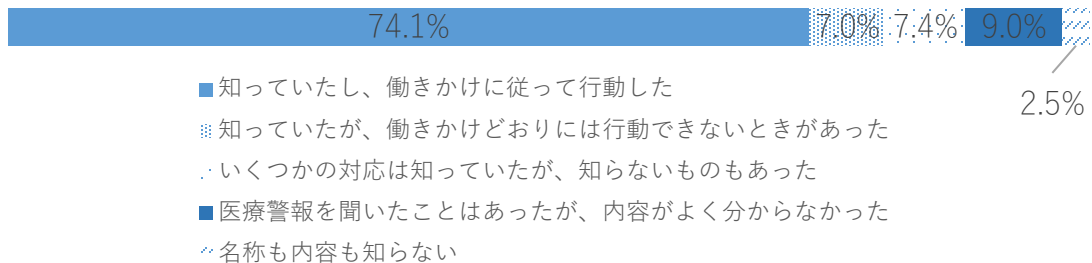 74.1% 7.0% 7.4% 9.0%
2.5%
知っていたし、働きかけに従って行動した
知っていたが、働きかけどおりには行動できないときがあった
いくつかの対応は知っていたが、知らないものもあった
医療警報を聞いたことはあったが、内容がよく分からなかった
名称も内容も知らない